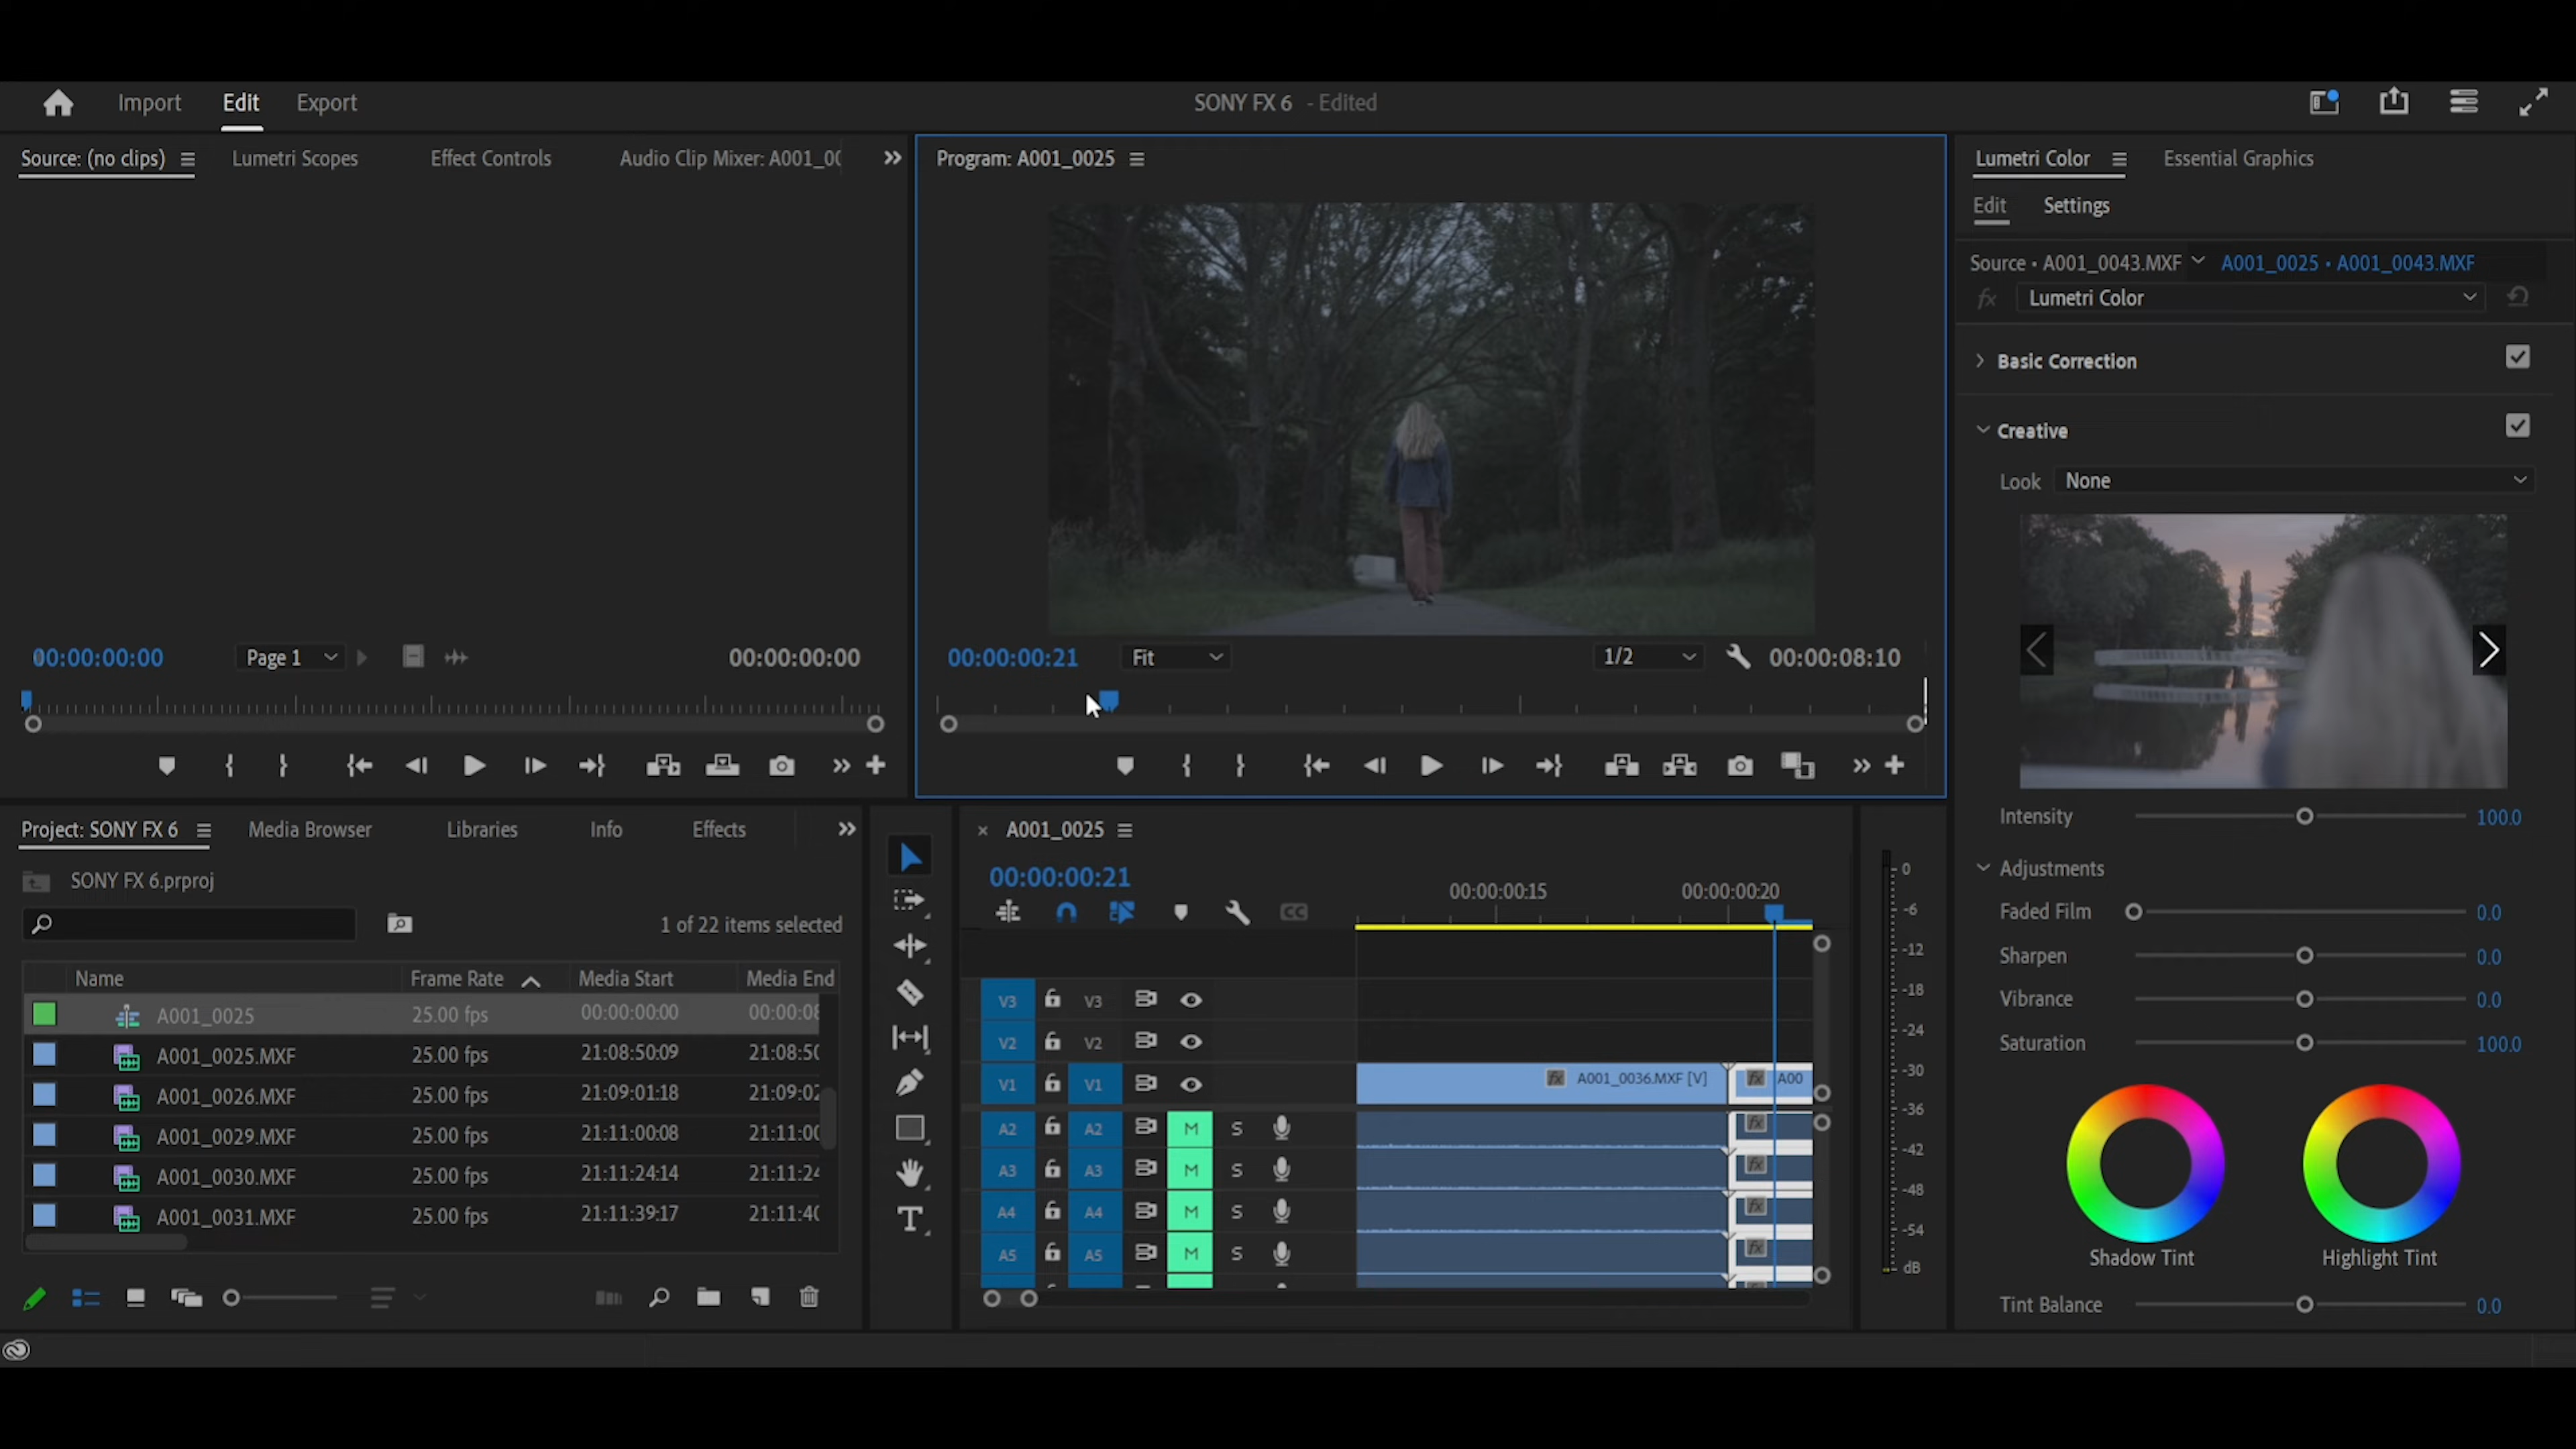 Import Edit Export SONY FX 6 - Edited
Source: (no clips) Lumetri Scopes Effect Controls Audio Clip Mixer: A001_00
Program: A001_0025
Lumetri Color Essential Graphics
Edit Settings
Source • A001_0043.MXF A001_0025 • A001_0043.MXF
fx Lumetri Color
Basic Correction
Creative
Look None
Intensity 100.0
Adjustments
Faded Film 0.0
Sharpen 0.0
Vibrance 0.0
Saturation 100.0
Shadow Tint Highlight Tint
Tint Balance 0.0
00:00:00:00 Page 1 00:00:00:00
00:00:00:21 Fit 1/2 00:00:08:10
Project: SONY FX 6 Media Browser Libraries Info Effects
SONY FX 6.prproj
1 of 22 items selected
Name Frame Rate Media Start Media End
A001_0025 25.00 fps 00:00:00:00 00:00:08
A001_0025.MXF 25.00 fps 21:08:50:09 21:08:50
A001_0026.MXF 25.00 fps 21:09:01:18 21:09:02
A001_0029.MXF 25.00 fps 21:11:00:08 21:11:00
A001_0030.MXF 25.00 fps 21:11:24:14 21:11:24
A001_0031.MXF 25.00 fps 21:11:39:17 21:11:40
T
× A001_0025
00:00:00:21
00:00:00:15 00:00:00:20
CC
V3 V3
V2 V2
V1 V1 fx A001_0036.MXF [V] fx A00
A2 A2 M S fx
A3 A3 M S fx
A4 A4 M S fx
A5 A5 M S fx
0
-6
-12
-18
-24
-30
-36
-42
-48
-54
dB